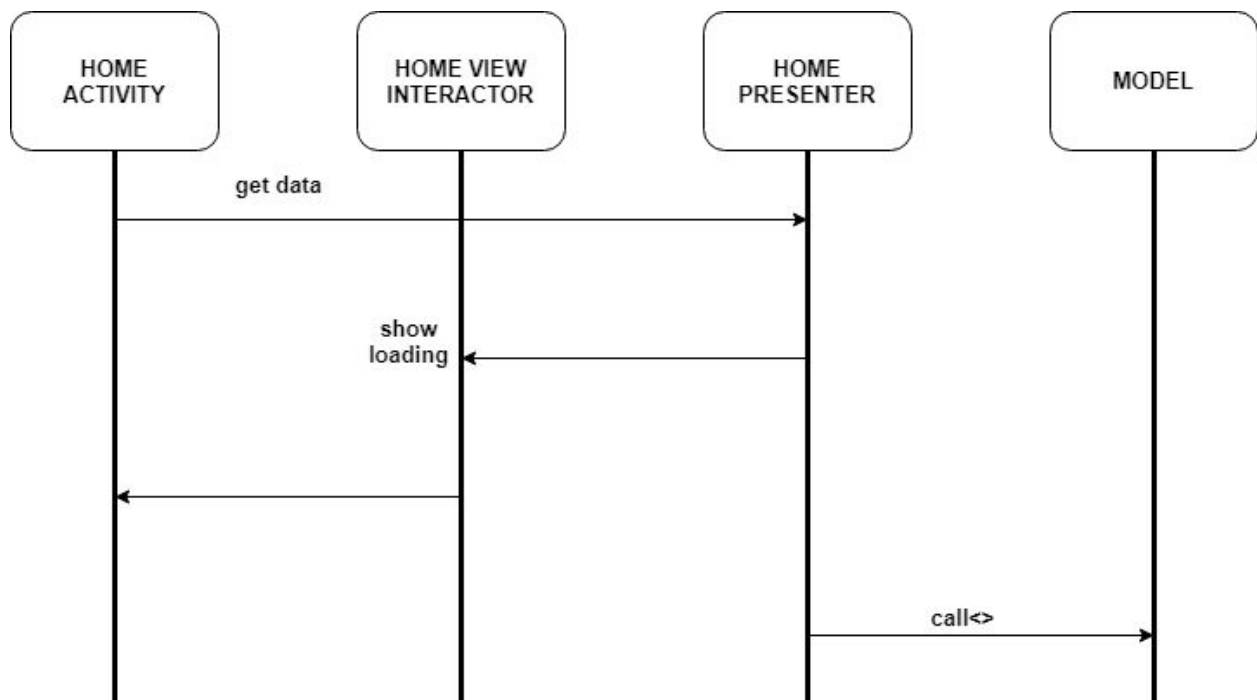 HOME
ACTIVITY
HOME VIEW
INTERACTOR
HOME
PRESENTER
MODEL
get data
show
loading
call<>